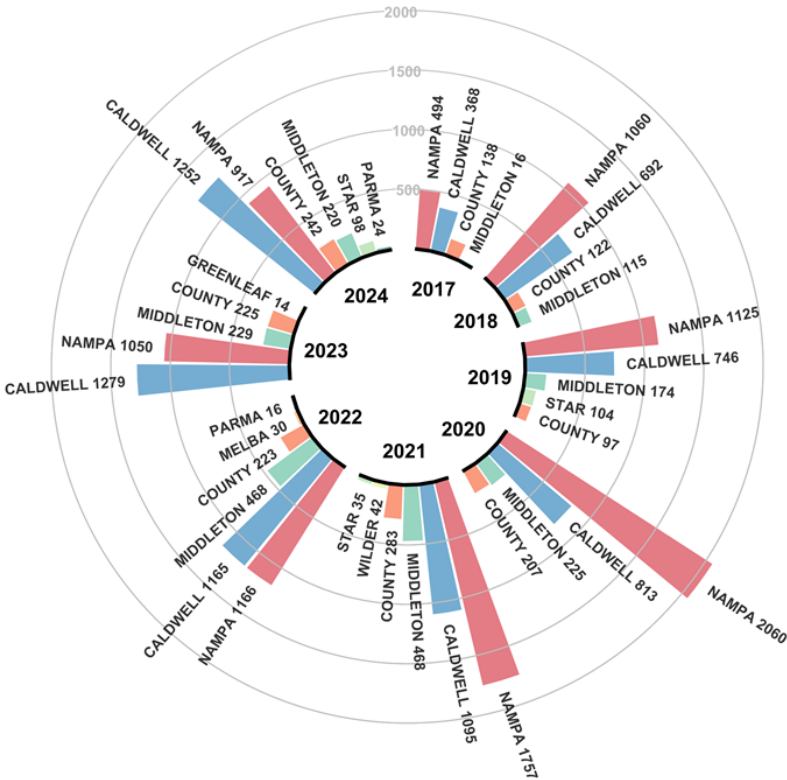 2000
1500
1000
500
NAMPA 494
CALDWELL 368
COUNTY 138
MIDDLETON 16
2017
NAMPA 1060
CALDWELL 692
COUNTY 122
MIDDLETON 115
2018
NAMPA 1125
CALDWELL 746
MIDDLETON 174
STAR 104
COUNTY 97
2019
NAMPA 2060
CALDWELL 813
MIDDLETON 225
COUNTY 207
2020
NAMPA 1757
CALDWELL 1095
MIDDLETON 468
COUNTY 283
WILDER 42
STAR 35
2021
NAMPA 1166
CALDWELL 1165
MIDDLETON 468
COUNTY 223
MELBA 30
PARMA 16
2022
CALDWELL 1279
NAMPA 1050
MIDDLETON 229
COUNTY 225
GREENLEAF 14
2023
CALDWELL 1252
NAMPA 917
COUNTY 242
MIDDLETON 220
STAR 98
PARMA 24
2024